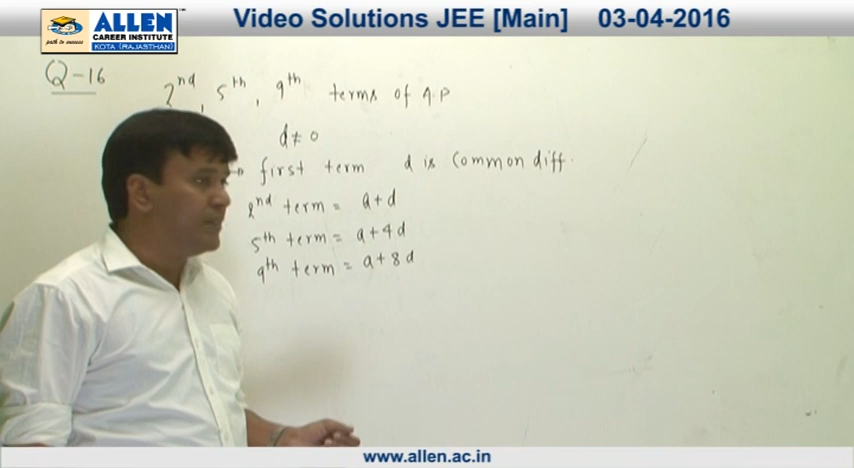 Video Solutions JEE [Main] 03-04-2016
ALLEN
CAREER INSTITUTE
KOTA (RAJASTHAN)
path to success
Q-16
2nd, 5th, 9th terms of A.P
d≠0
→ first term d is common diff.
2nd term = a+d
5th term = a+4d
9th term = a+8d
www.allen.ac.in